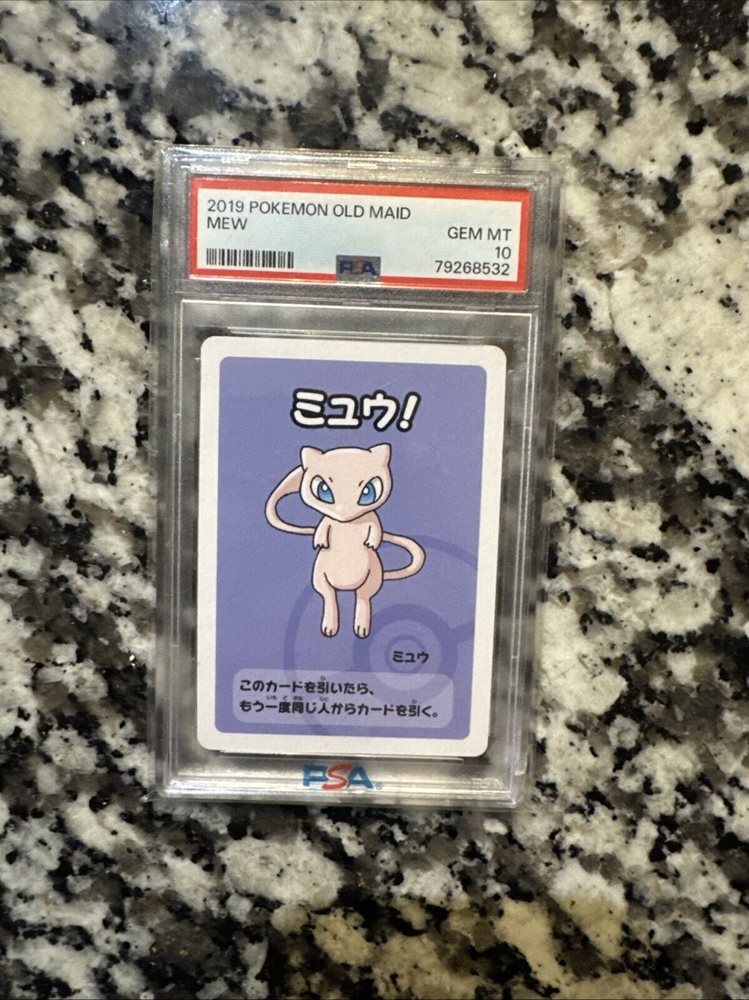 2019 POKEMON OLD MAID
MEW
GEM MT
10
PSA
79268532
ミュウ!
ミュウ
このカードを引いたら、
もう一度同じ人からカードを引く。
PSA